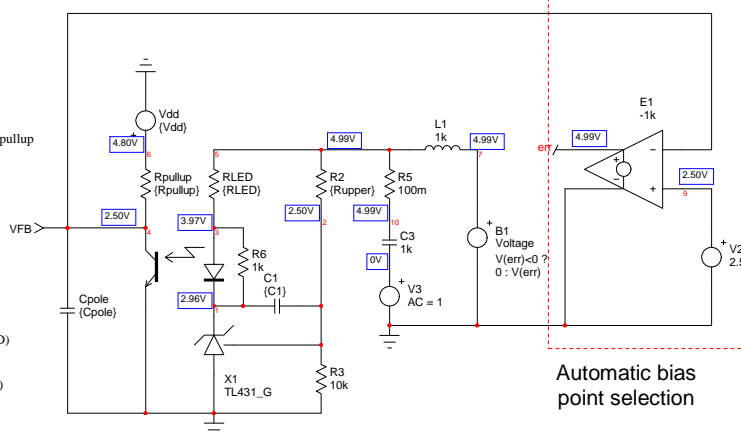 E1
-1k
L1
1k
Vdd
{Vdd}
pullup
4.80V
4.99V
4.99V
4.99V
err
6
5
7
Rpullup
{Rpullup}
RLED
{RLED}
R2
{Rupper}
R5
100m
2.50V
9
2.50V
3.97V
2.50V
4.99V
VFB
4
3
2
10
R6
1k
C3
1k
B1
Voltage
V(err)<0 ?
0 : V(err)
V2
2.5
0V
C1
{C1}
Cpole
{Cpole}
2.96V
1
V3
AC = 1
D)
)
X1
TL431_G
R3
10k
Automatic bias
point selection